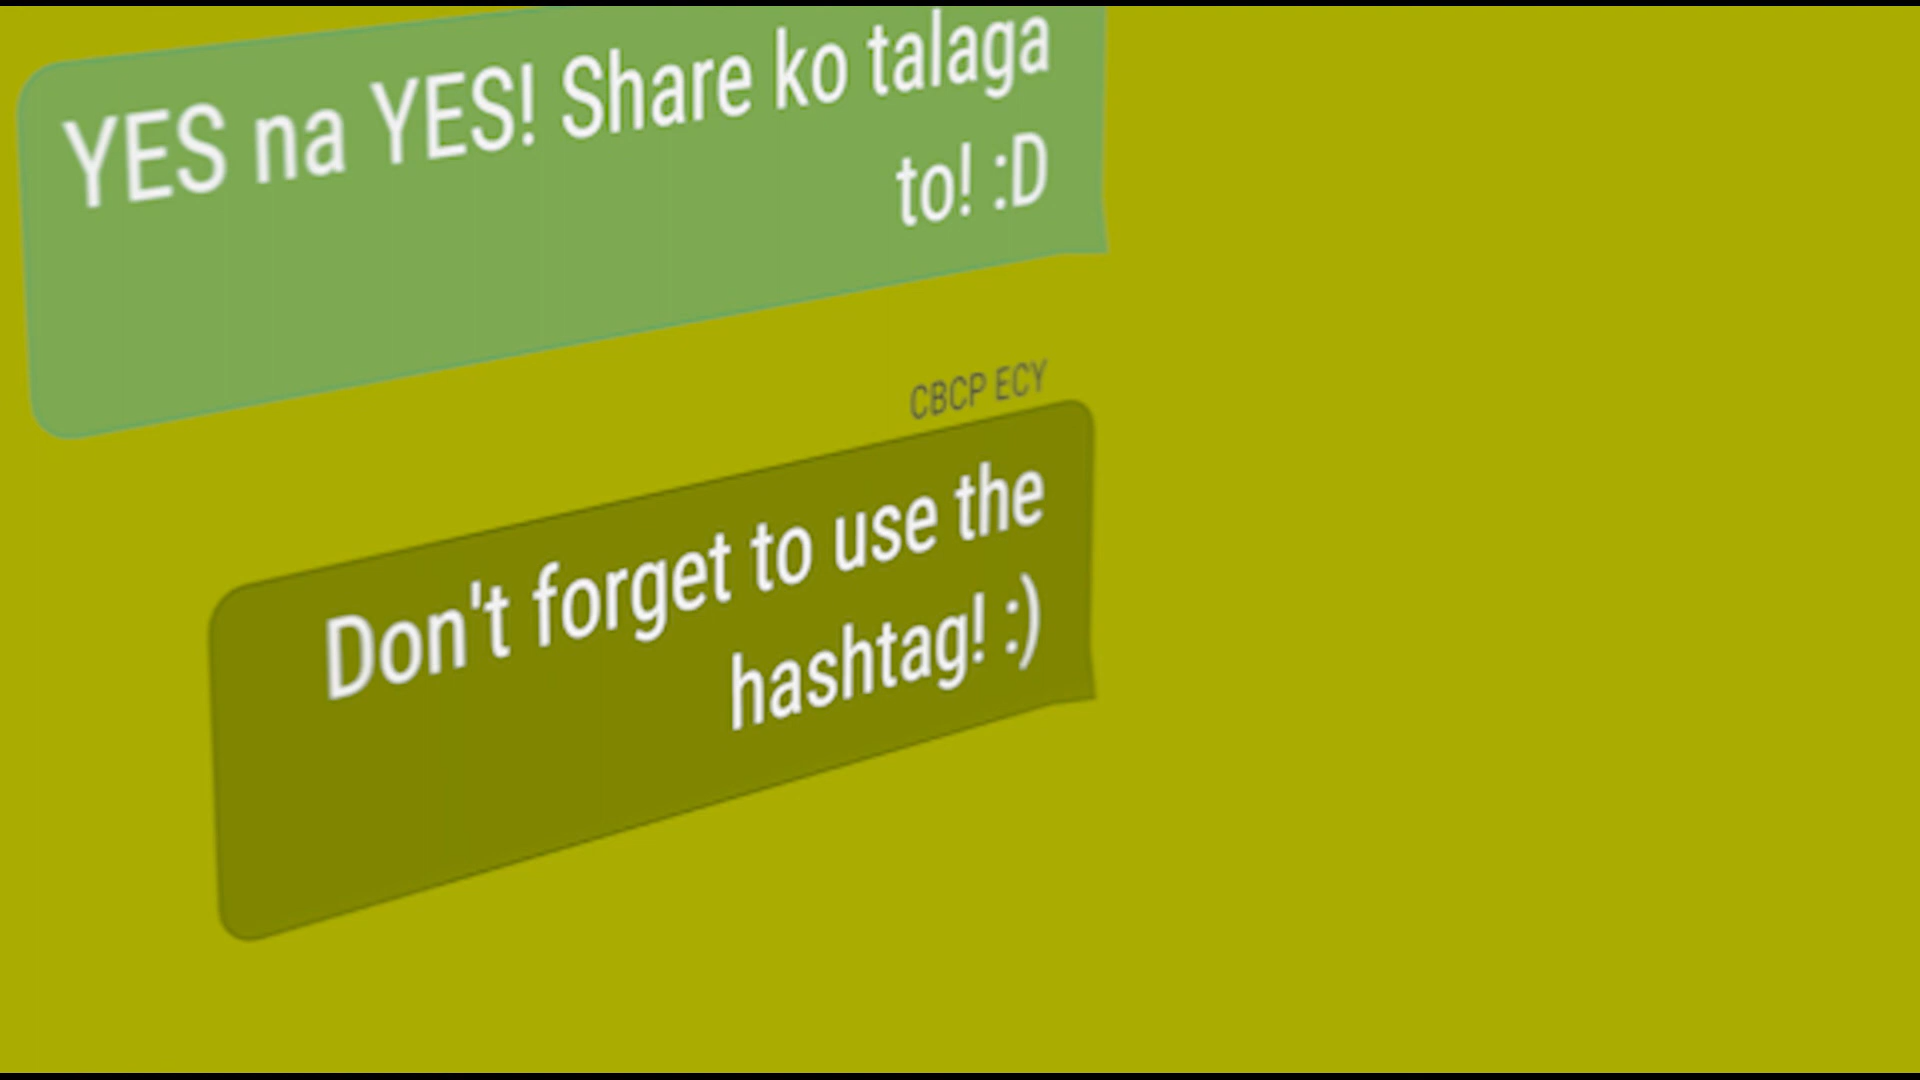 YES na YES! Share ko talaga
to! :D
CBCP ECY
Don't forget to use the
hashtag! :)